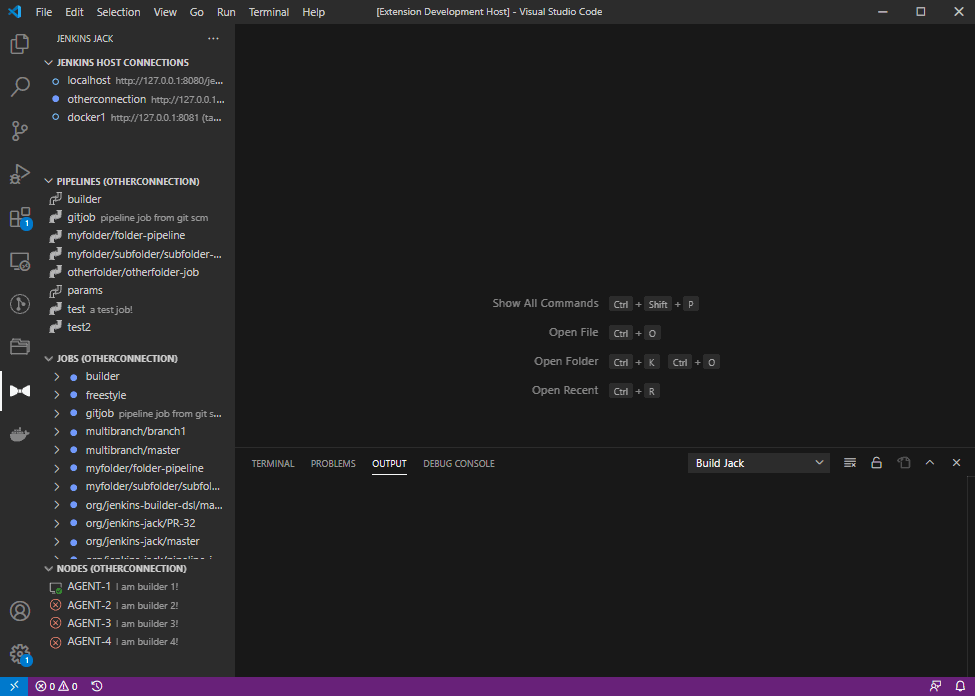 File Edit Selection View Go Run Terminal Help [Extension Development Host] - Visual Studio Code
JENKINS JACK ...
JENKINS HOST CONNECTIONS
localhost http://127.0.0.1:8080/je...
otherconnection http://127.0.0.1...
docker1 http://127.0.0.1:8081 (ta...
PIPELINES (OTHERCONNECTION)
builder
gitjob pipeline job from git scm
myfolder/folder-pipeline
myfolder/subfolder/subfolder-...
otherfolder/otherfolder-job
params
test a test job!
test2
JOBS (OTHERCONNECTION)
builder
freestyle
gitjob pipeline job from git s...
multibranch/branch1
multibranch/master
myfolder/folder-pipeline
myfolder/subfolder/subfol...
org/jenkins-builder-dsl/ma...
org/jenkins-jack/PR-32
org/jenkins-jack/master
NODES (OTHERCONNECTION)
AGENT-1 I am builder 1!
AGENT-2 I am builder 2!
AGENT-3 I am builder 3!
AGENT-4 I am builder 4!
1
1
0 0
Show All Commands Ctrl + Shift + P
Open File Ctrl + O
Open Folder Ctrl + K Ctrl + O
Open Recent Ctrl + R
TERMINAL PROBLEMS OUTPUT DEBUG CONSOLE Build Jack